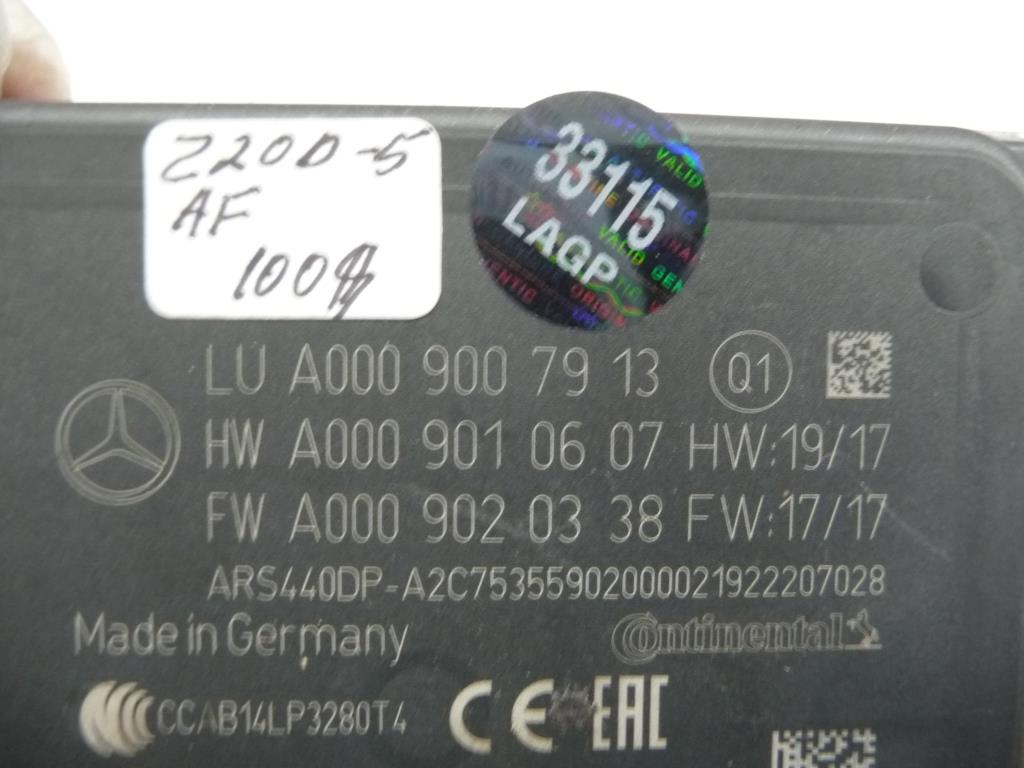 Z20D-5
AF
100$
33115
LAGP
LU A000 900 79 13 Q1
HW A000 901 06 07 HW:19/17
FW A000 902 03 38 FW:17/17
ARS440DP-A2C75355902000021922207028
Made in Germany
Continental
CCC CCAB14LP3280T4
CE EAC